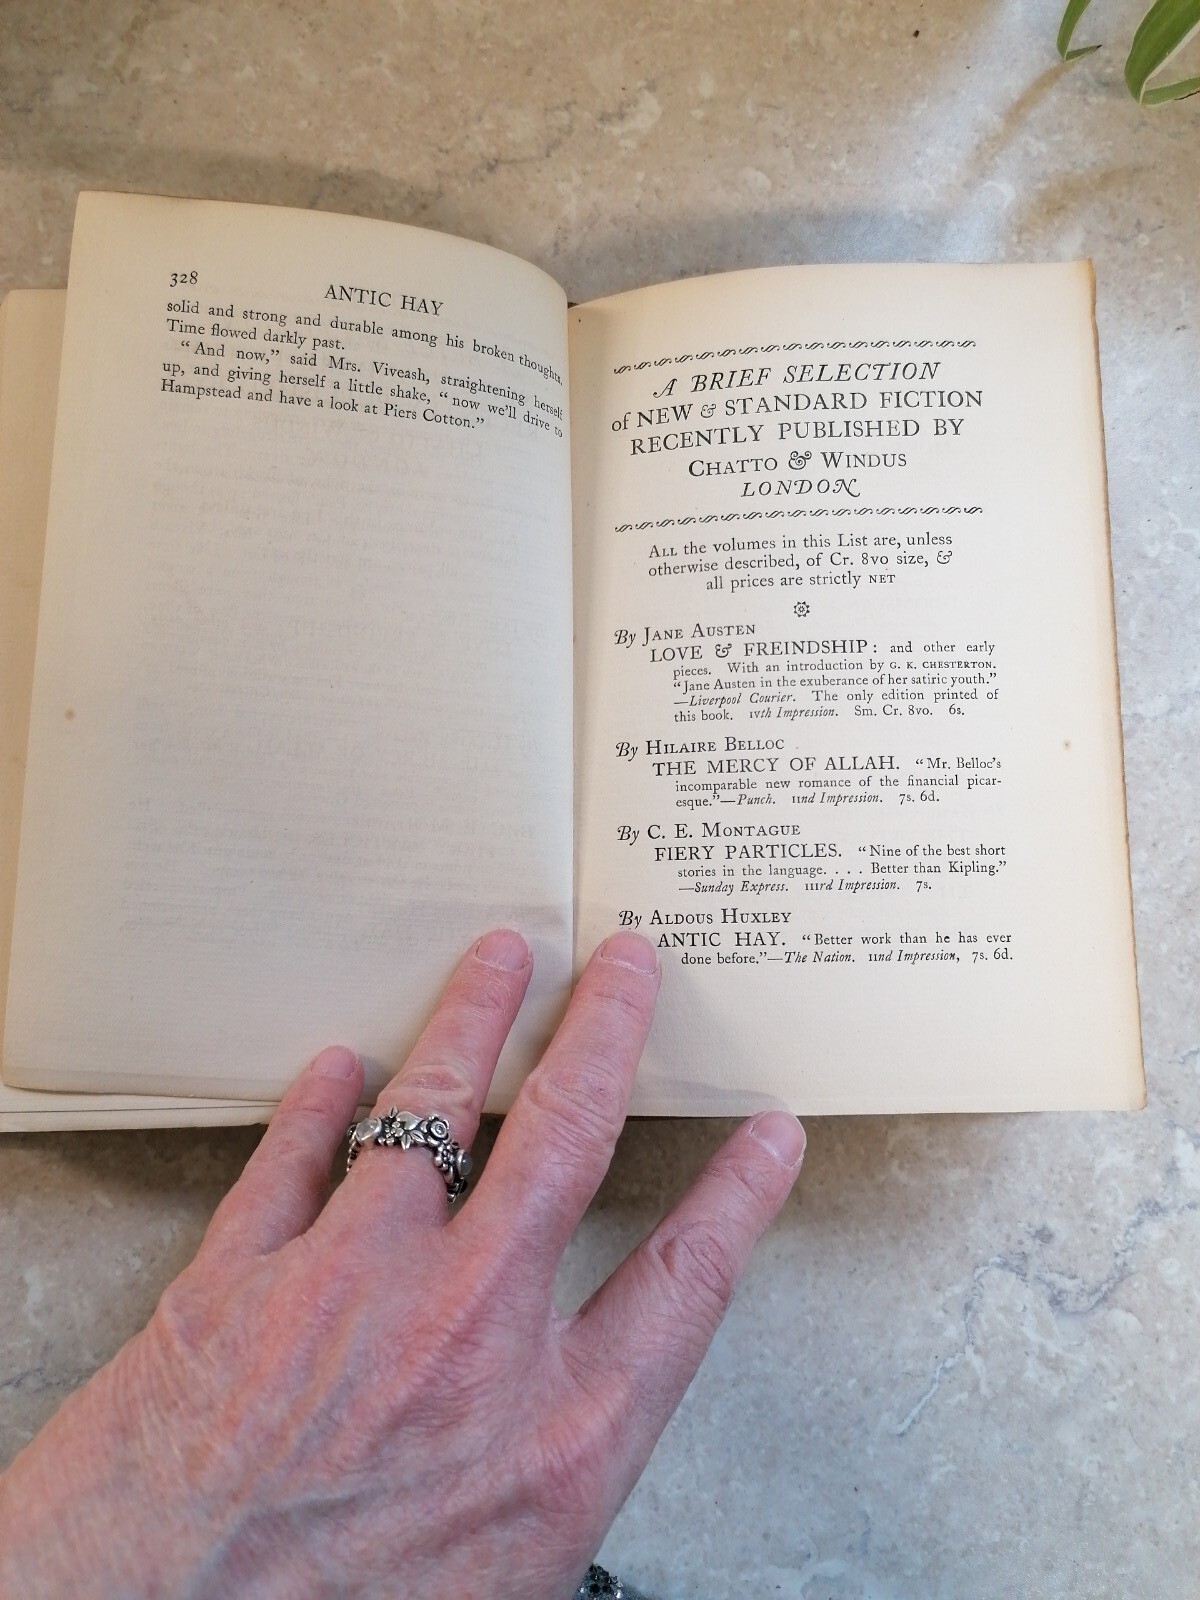 328
ANTIC HAY
solid and strong and durable among his broken thoughts.
Time flowed darkly past.
“And now,” said Mrs. Viveash, straightening herself
up, and giving herself a little shake, “now we'll drive to
Hampstead and have a look at Piers Cotton.”
A BRIEF SELECTION
of NEW & STANDARD FICTION
RECENTLY PUBLISHED BY
CHATTO & WINDUS
LONDON
ALL the volumes in this List are, unless
otherwise described, of Cr. 8vo size, &
all prices are strictly NET
By JANE AUSTEN
LOVE & FREINDSHIP: and other early
pieces. With an introduction by G. K. CHESTERTON.
“Jane Austen in the exuberance of her satiric youth.”
—Liverpool Courier. The only edition printed of
this book. IVth Impression. Sm. Cr. 8vo. 6s.
By HILAIRE BELLOC
THE MERCY OF ALLAH. “Mr. Belloc's
incomparable new romance of the financial picar-
esque.”—Punch. IInd Impression. 7s. 6d.
By C. E. MONTAGUE
FIERY PARTICLES. “Nine of the best short
stories in the language. . . . Better than Kipling.”
—Sunday Express. IIIrd Impression. 7s.
By ALDOUS HUXLEY
ANTIC HAY. “Better work than he has ever
done before.”—The Nation. IInd Impression, 7s. 6d.